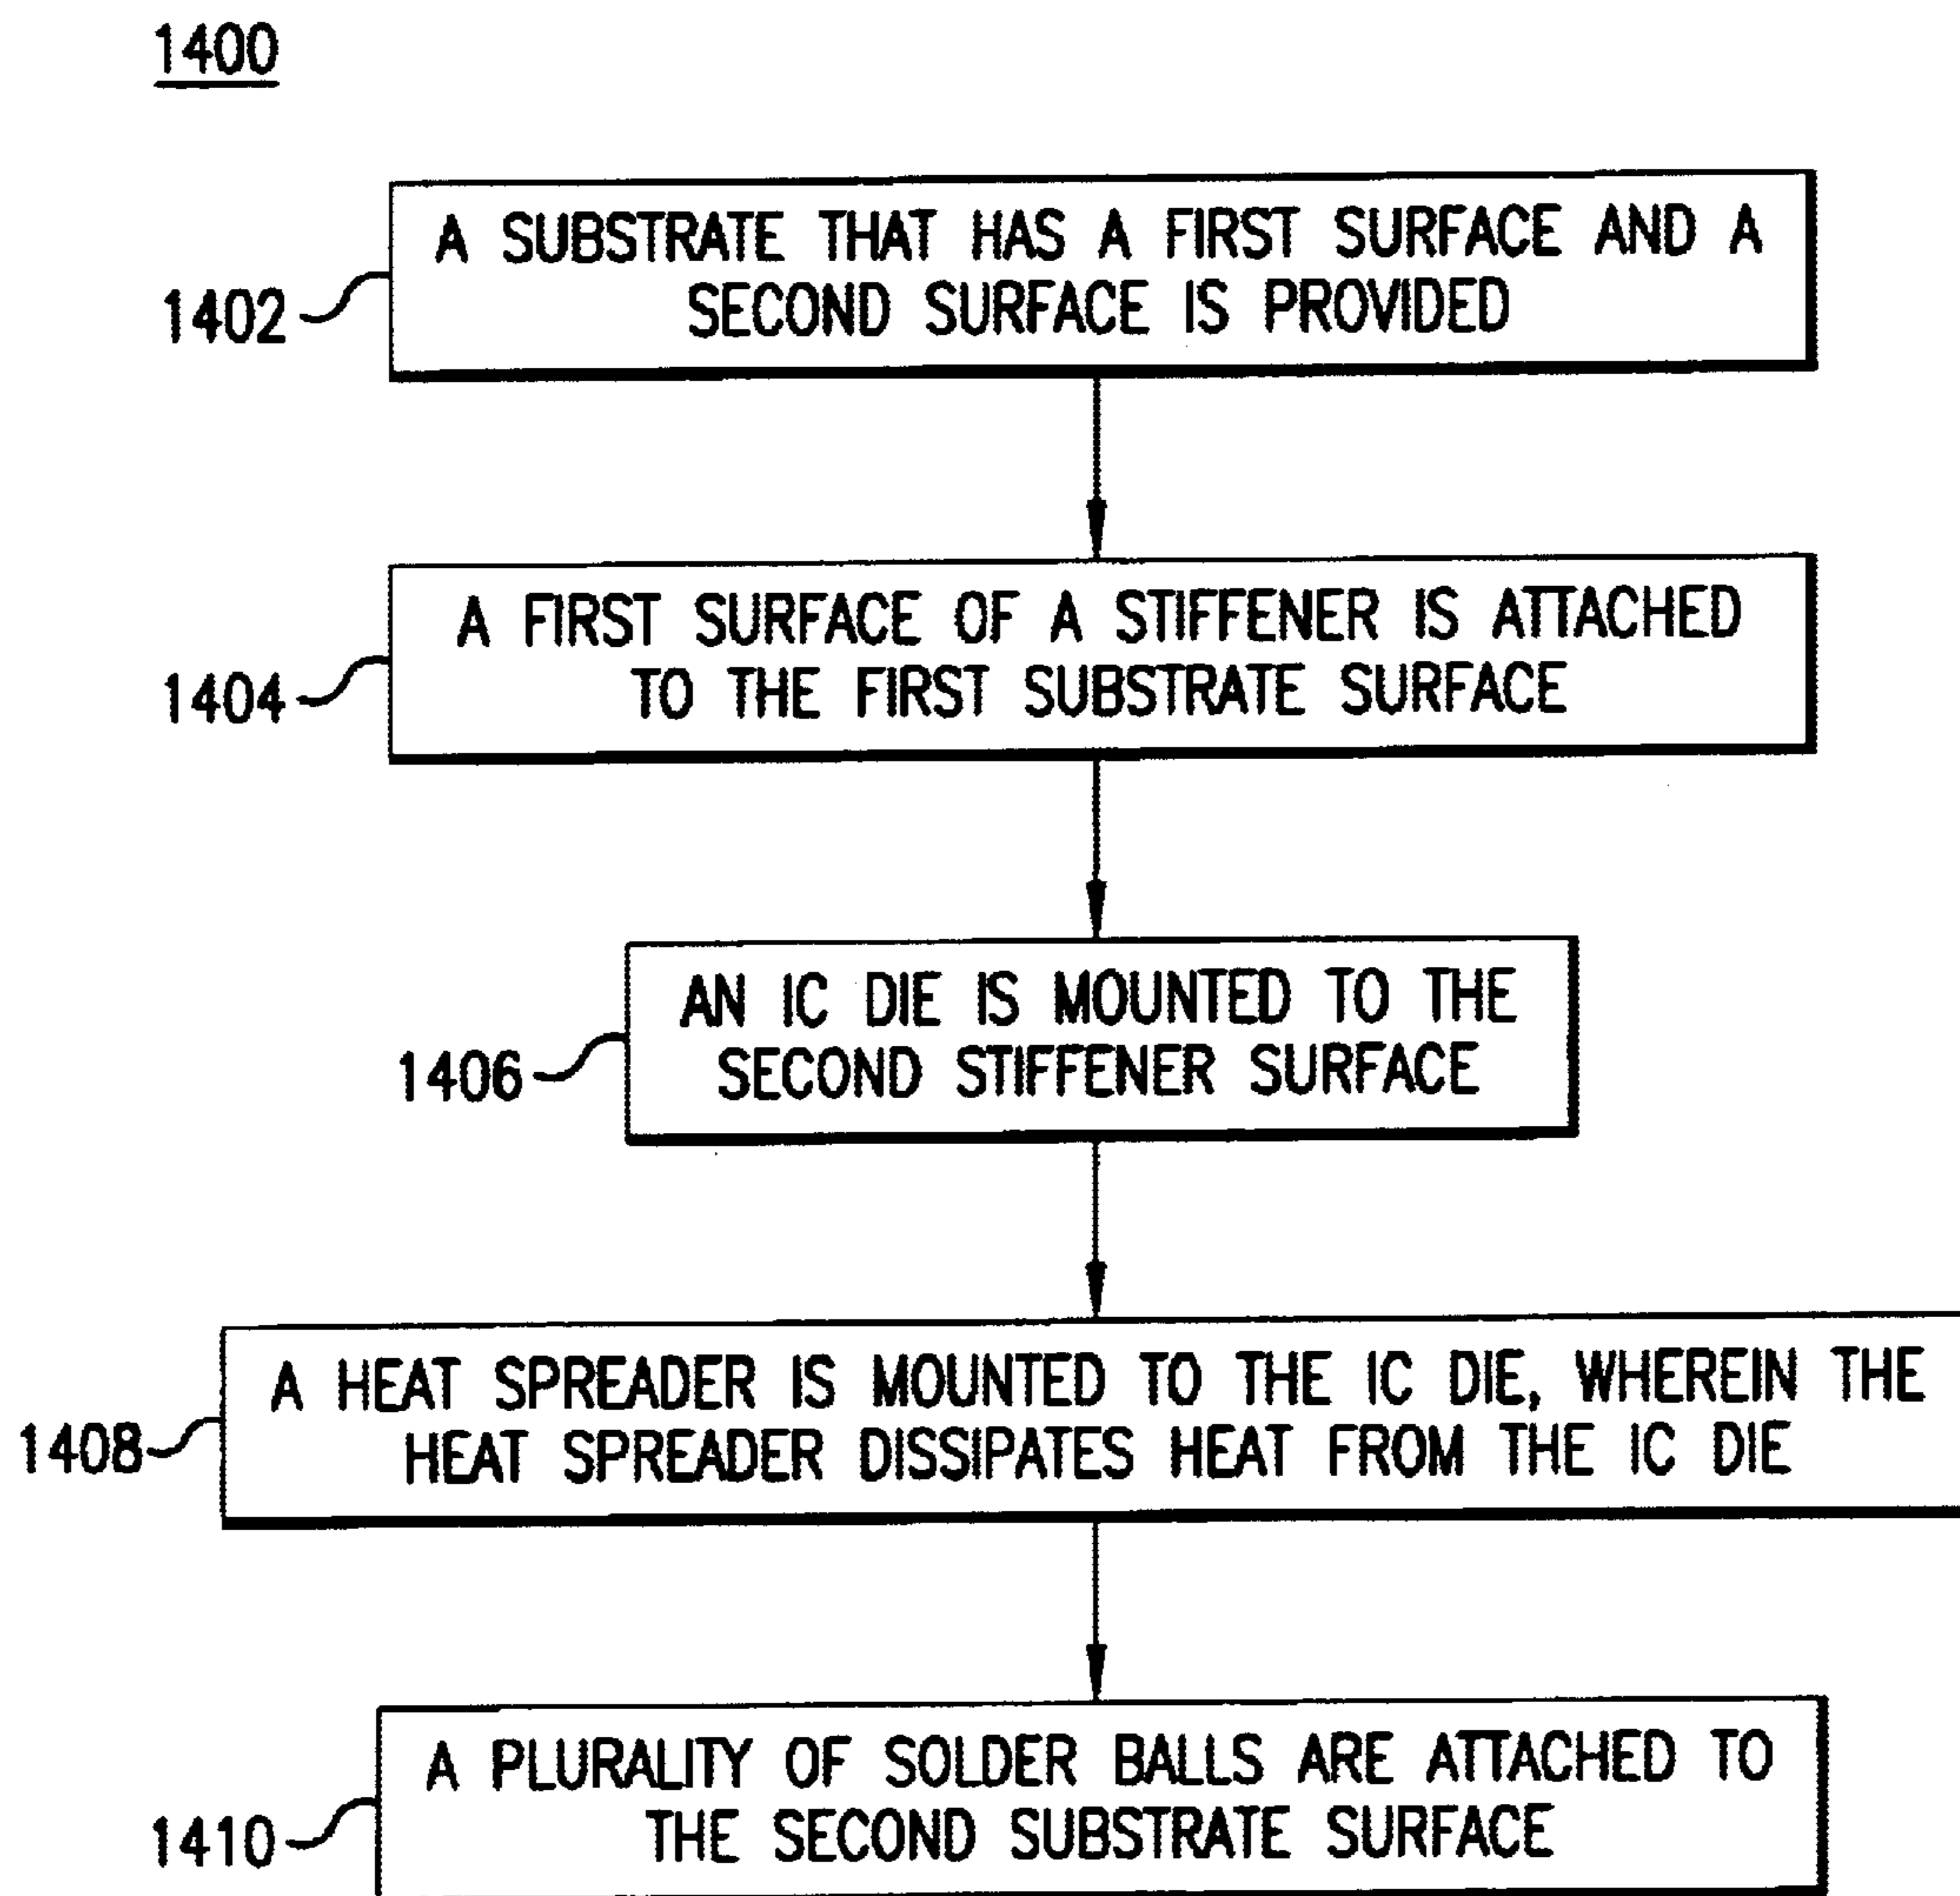 1400
A SUBSTRATE THAT HAS A FIRST SURFACE AND A
SECOND SURFACE IS PROVIDED
1402
A FIRST SURFACE OF A STIFFENER IS ATTACHED
TO THE FIRST SUBSTRATE SURFACE
1404
AN IC DIE IS MOUNTED TO THE
SECOND STIFFENER SURFACE
1406
A HEAT SPREADER IS MOUNTED TO THE IC DIE, WHEREIN THE
HEAT SPREADER DISSIPATES HEAT FROM THE IC DIE
1408
A PLURALITY OF SOLDER BALLS ARE ATTACHED TO
THE SECOND SUBSTRATE SURFACE
1410